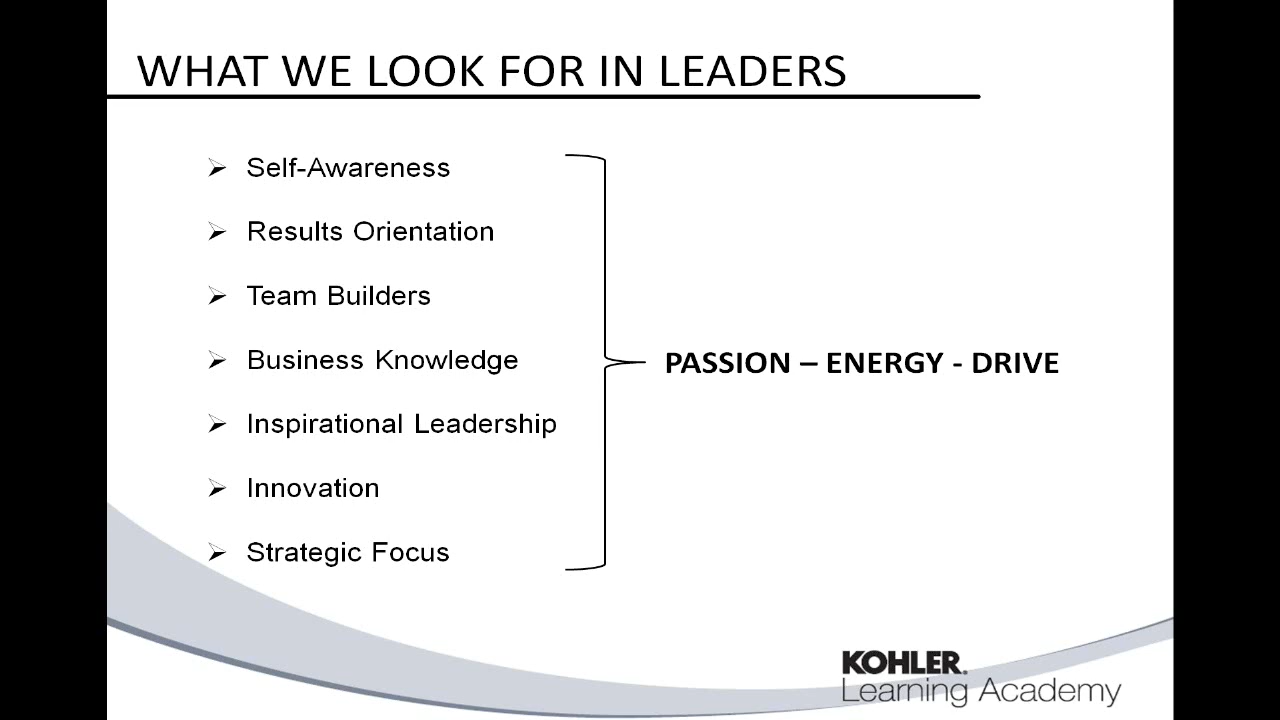 WHAT WE LOOK FOR IN LEADERS
Self-Awareness
Results Orientation
Team Builders
Business Knowledge
Inspirational Leadership
Innovation
Strategic Focus
PASSION – ENERGY - DRIVE
KOHLER.
Learning Academy